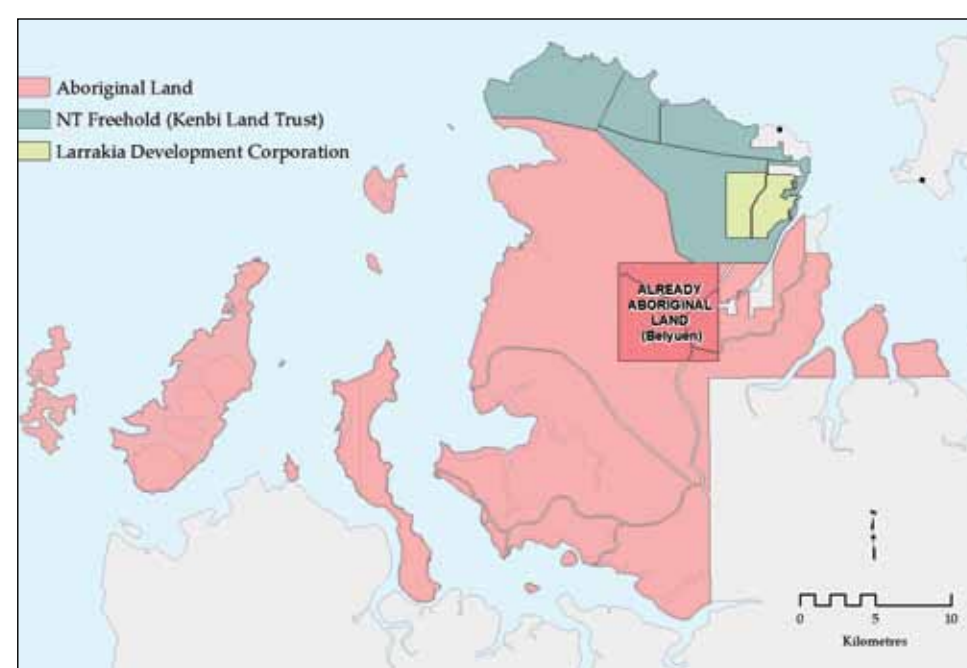 Aboriginal Land
NT Freehold (Kenbi Land Trust)
Larrakia Development Corporation
ALREADY
ABORIGINAL
LAND
(Belyuen)
0 5 10
Kilometres